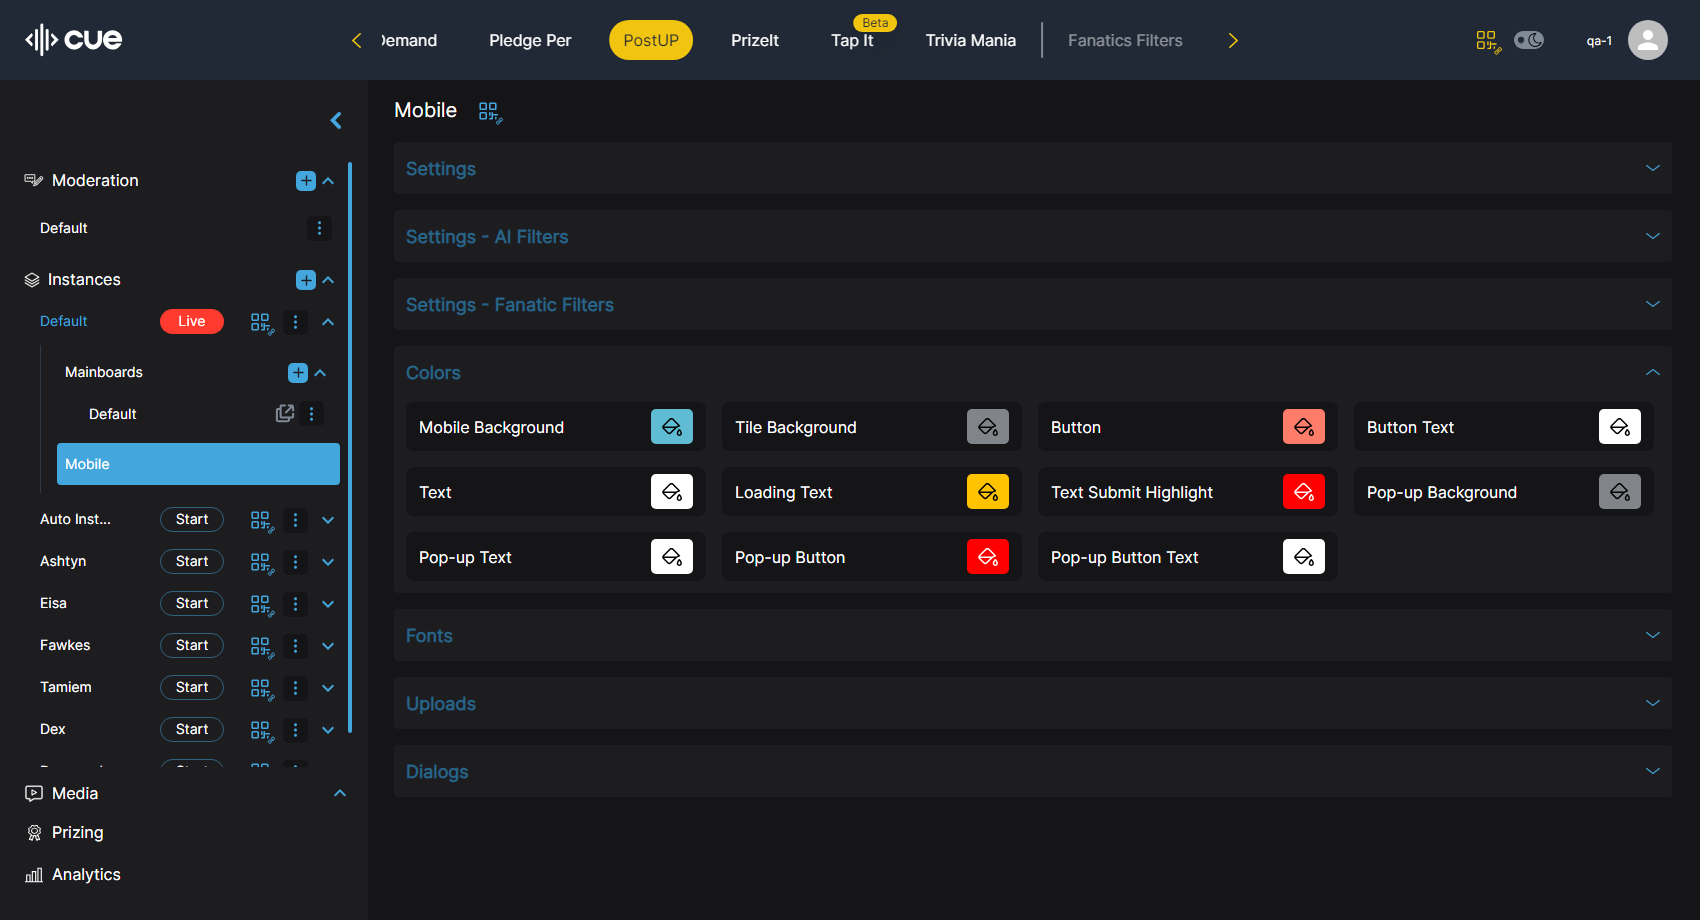 cue
Demand
Pledge Per
PostUP
PrizeIt
Beta
Tap It
Trivia Mania
Fanatics Filters
qa-1
Moderation
Default
Instances
Default
Live
Mainboards
Default
Mobile
Auto Inst...
Start
Ashtyn
Start
Eisa
Start
Fawkes
Start
Tamiem
Start
Dex
Start
Media
Prizing
Analytics
Mobile
Settings
Settings - AI Filters
Settings - Fanatic Filters
Colors
Mobile Background
Tile Background
Button
Button Text
Text
Loading Text
Text Submit Highlight
Pop-up Background
Pop-up Text
Pop-up Button
Pop-up Button Text
Fonts
Uploads
Dialogs